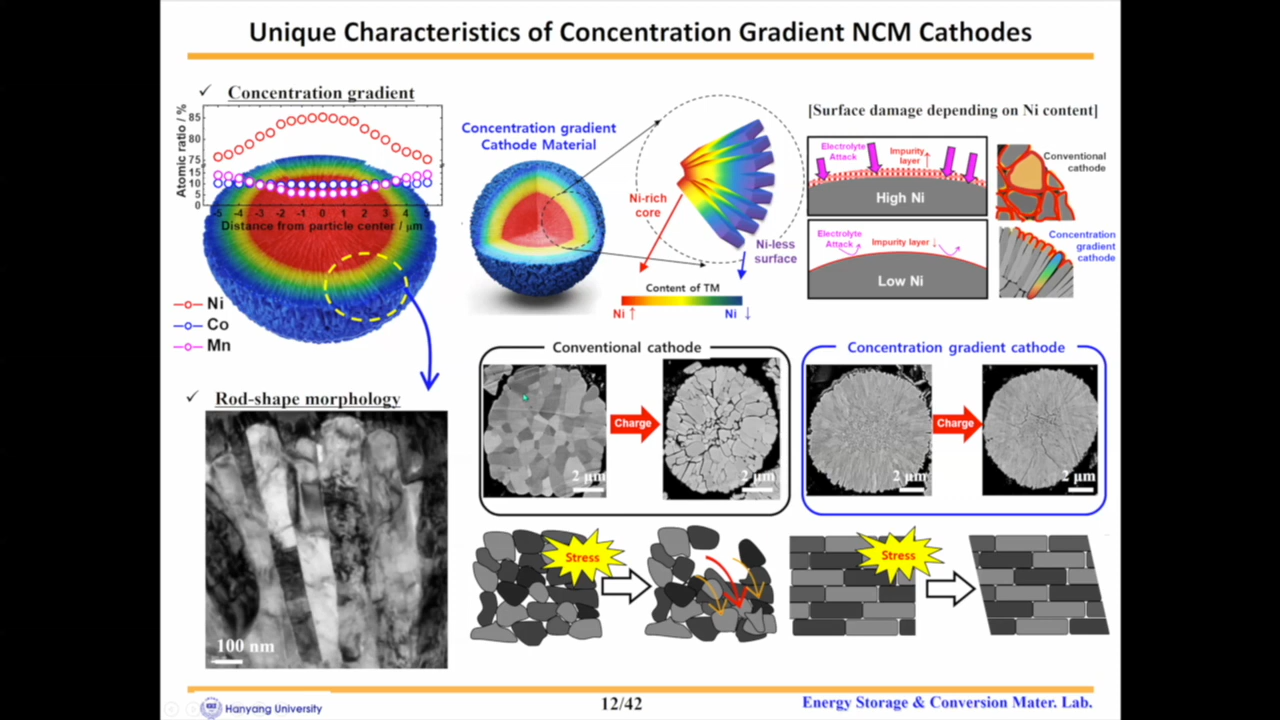 Unique Characteristics of Concentration Gradient NCM Cathodes
✓ Concentration gradient
Atomic ratio / %
85
80
75
15
10
5
0
-5 -4 -3 -2 -1 0 1 2 3 4 5
Distance from particle center / μm
Ni
Co
Mn
✓ Rod-shape morphology
100 nm
Concentration gradient
Cathode Material
Ni-rich
core
Ni-less
surface
Content of TM
Ni ↑
Ni ↓
|Surface damage depending on Ni content]
Electrolyte
Attack
Impurity
layer ↑
High Ni
Electrolyte
Attack
Impurity layer ↓
Low Ni
Conventional
cathode
Concentration
gradient
cathode
Conventional cathode
2 μm
Charge
2 μm
Concentration gradient cathode
2 μm
Charge
2 μm
Stress
Stress
Hanyang University
12/42
Energy Storage & Conversion Mater. Lab.